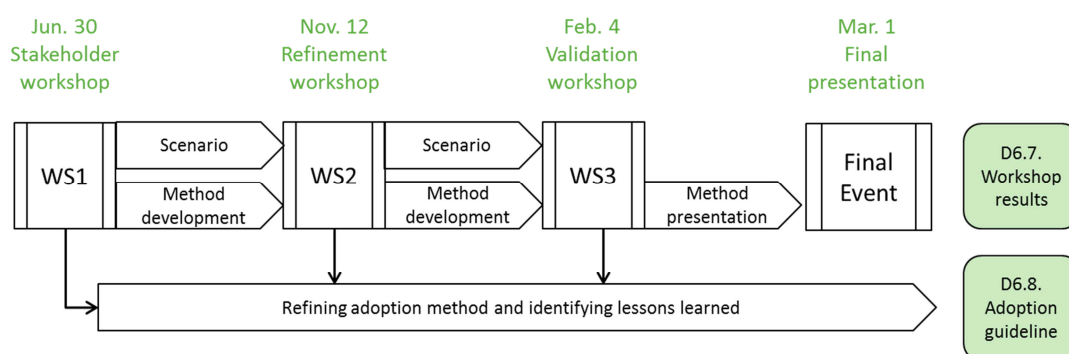 Jun. 30
Stakeholder
workshop
Nov. 12
Refinement
workshop
Feb. 4
Validation
workshop
Mar. 1
Final
presentation
WS1
Scenario
Method
development
WS2
Scenario
Method
development
WS3
Method
presentation
Final
Event
D6.7.
Workshop
results
Refining adoption method and identifying lessons learned
D6.8.
Adoption
guideline